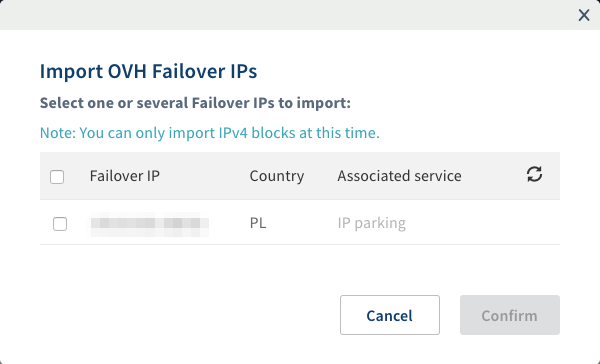 Import OVH Failover IPs
Select one or several Failover IPs to import:
Note: You can only import IPv4 blocks at this time.
Failover IP Country Associated service
PL IP parking
Cancel Confirm